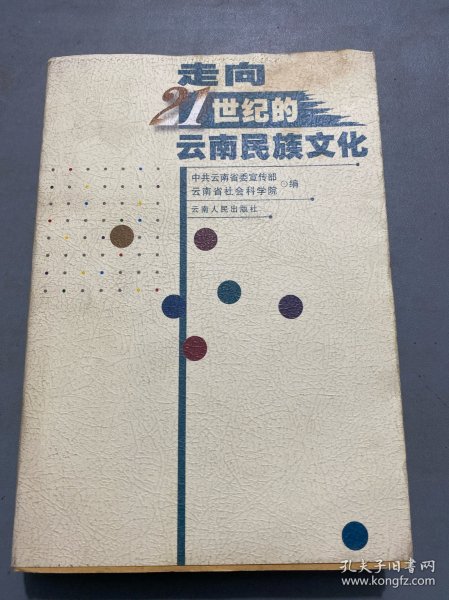 走向
21世纪的
云南民族文化
中共云南省委宣传部
云南省社会科学院
⊙编
云南人民出版社
孔夫子旧书网
www.kongfz.com